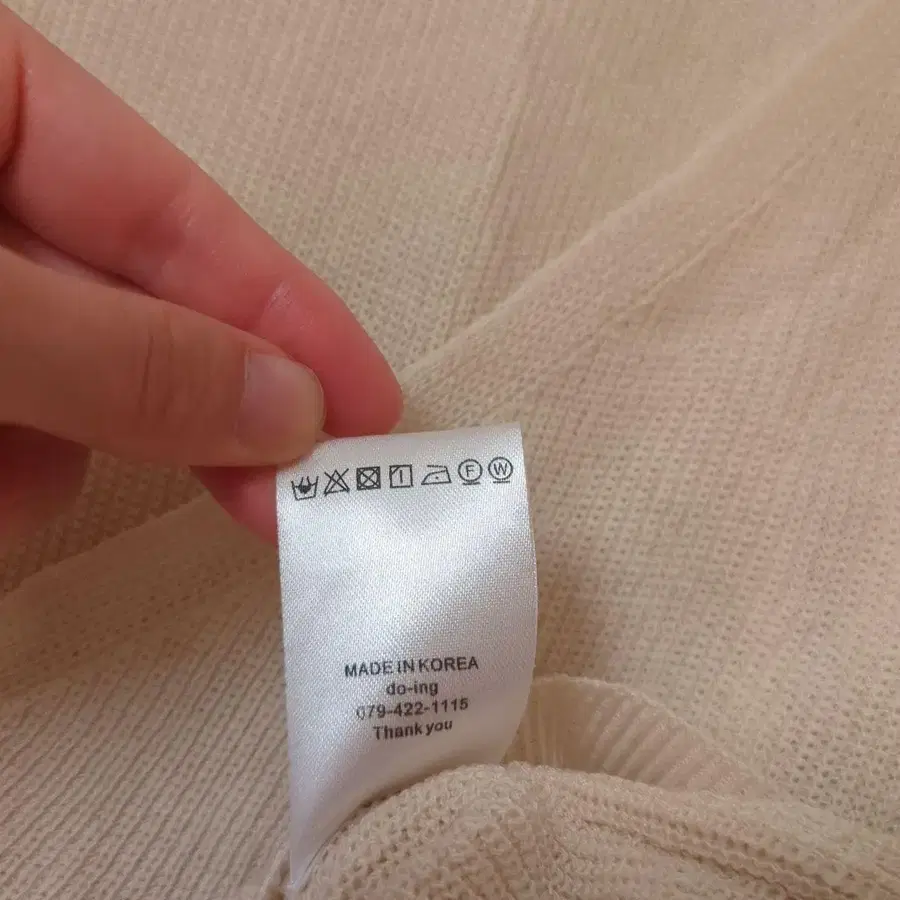 F W
MADE IN KOREA
do-ing
079-422-1115
Thank you